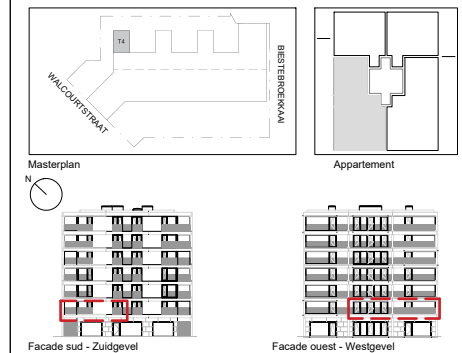 T4
WALCOURTSTRAAT
BIESTEBROEKKAAI
Masterplan
Appartement
N
Facade sud - Zuidgevel
Facade ouest - Westgevel